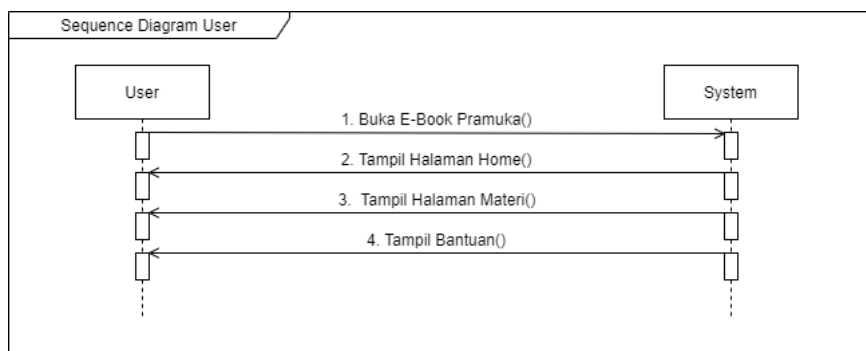 Sequence Diagram User
User
System
1. Buka E-Book Pramuka()
2. Tampil Halaman Home()
3. Tampil Halaman Materi()
4. Tampil Bantuan()